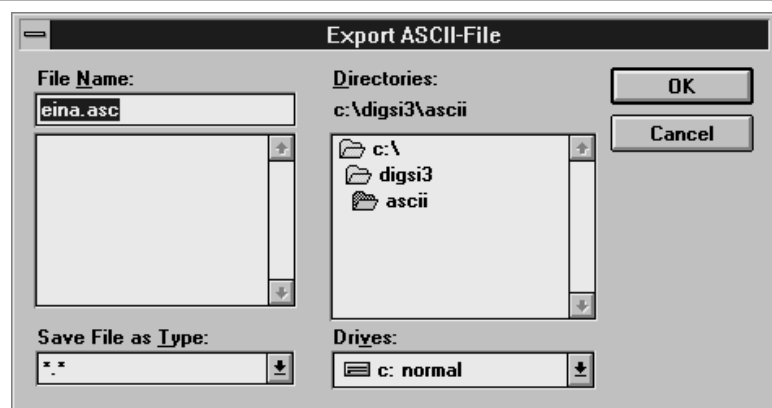 Export ASCII-File
File Name:
eina.asc
Directories:
c:\digsi3\ascii
c:\
digsi3
ascii
OK
Cancel
Save File as Type:
*.*
Drives:
c: normal